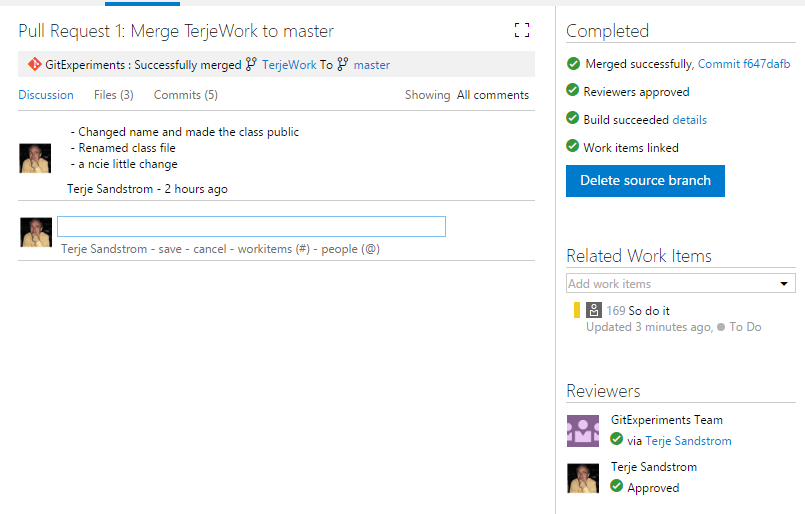 Pull Request 1: Merge TerjeWork to master
GitExperiments : Successfully merged TerjeWork To master
Discussion Files (3) Commits (5) Showing All comments
- Changed name and made the class public
- Renamed class file
- a ncie little change
Terje Sandstrom - 2 hours ago
Terje Sandstrom - save - cancel - workitems (#) - people (@)
Completed
Merged successfully, Commit f647dafb
Reviewers approved
Build succeeded details
Work items linked
Delete source branch
Related Work Items
Add work items
169 So do it
Updated 3 minutes ago, To Do
Reviewers
GitExperiments Team
via Terje Sandstrom
Terje Sandstrom
Approved